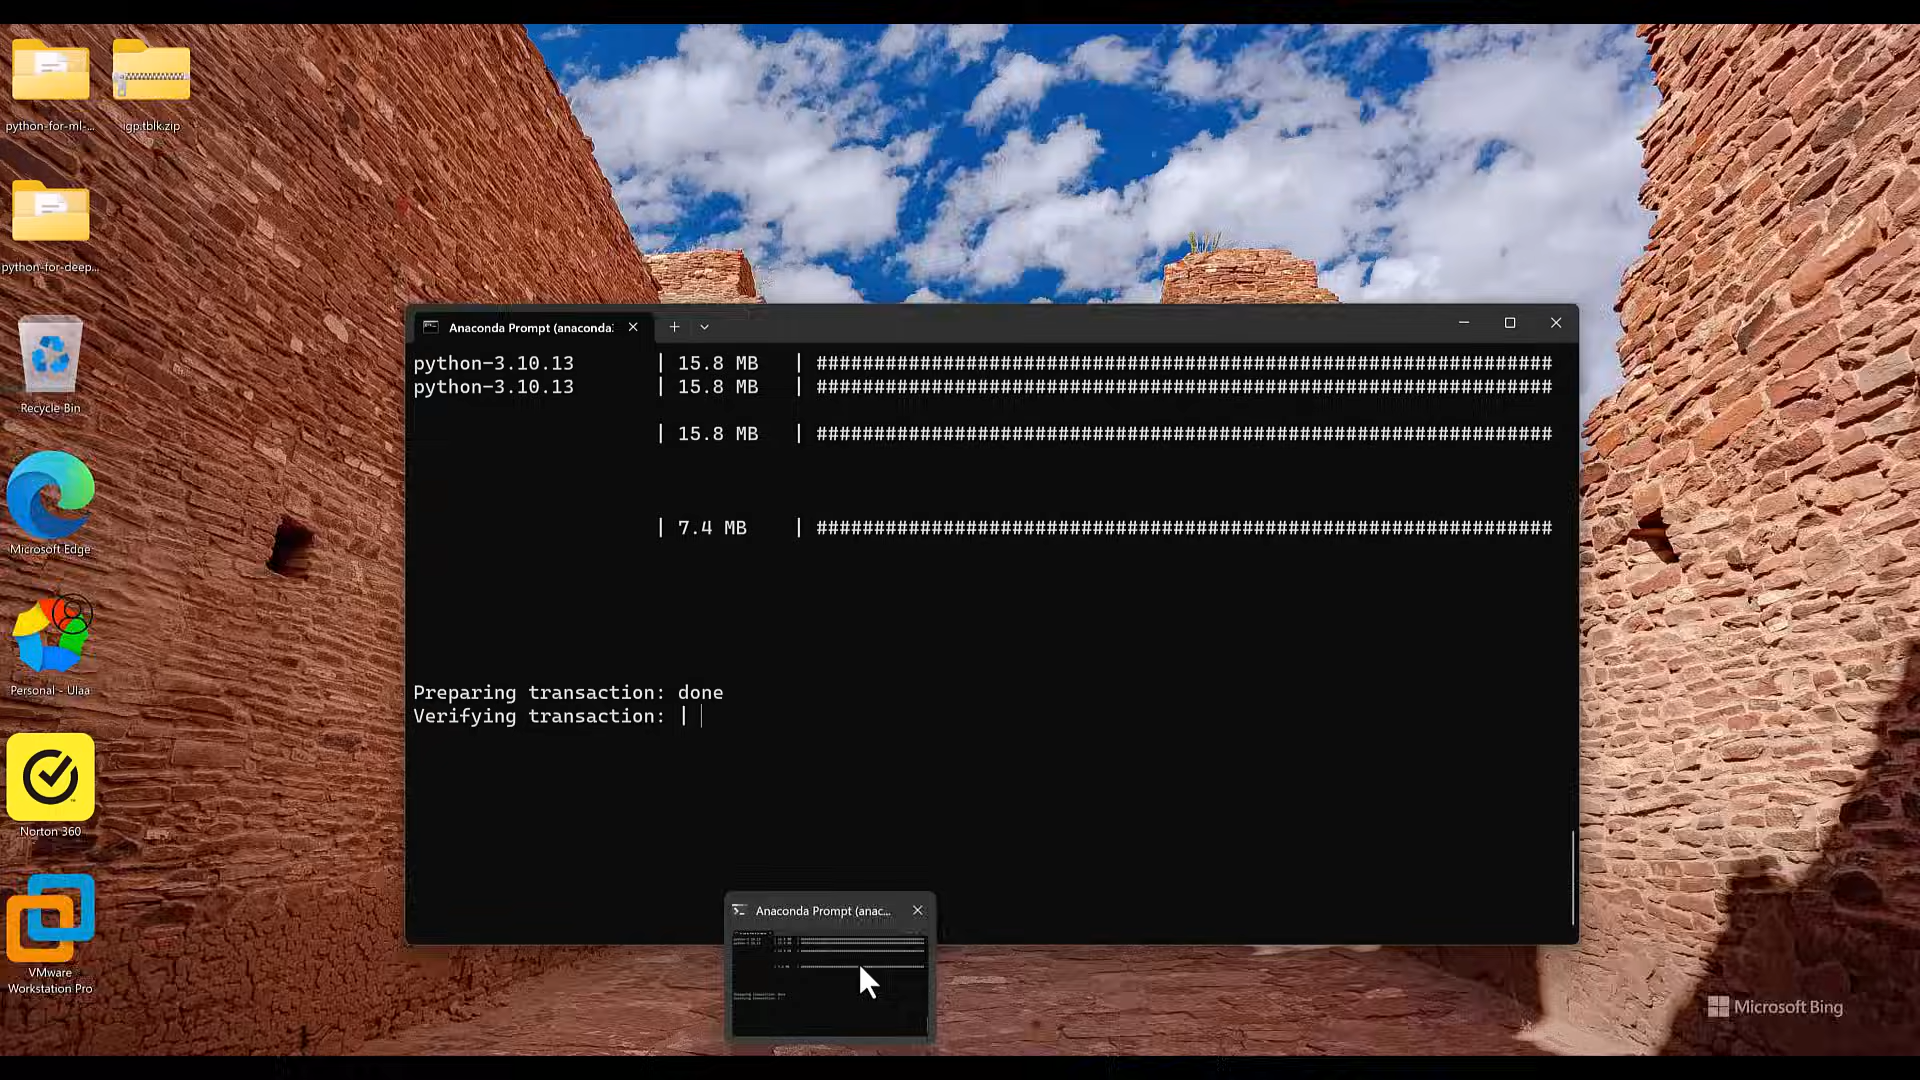 python-for-ml-...
igp.tblk.zip
python-for-deep...
Recycle Bin
Microsoft Edge
Personal - Ulaa
Norton 360
VMware
Workstation Pro
Anaconda Prompt (anaconda:
python-3.10.13 | 15.8 MB | ################################################################
python-3.10.13 | 15.8 MB | ################################################################
| 15.8 MB | ################################################################
| 7.4 MB | ################################################################
Preparing transaction: done
Verifying transaction: |
Anaconda Prompt (anac...
Microsoft Bing